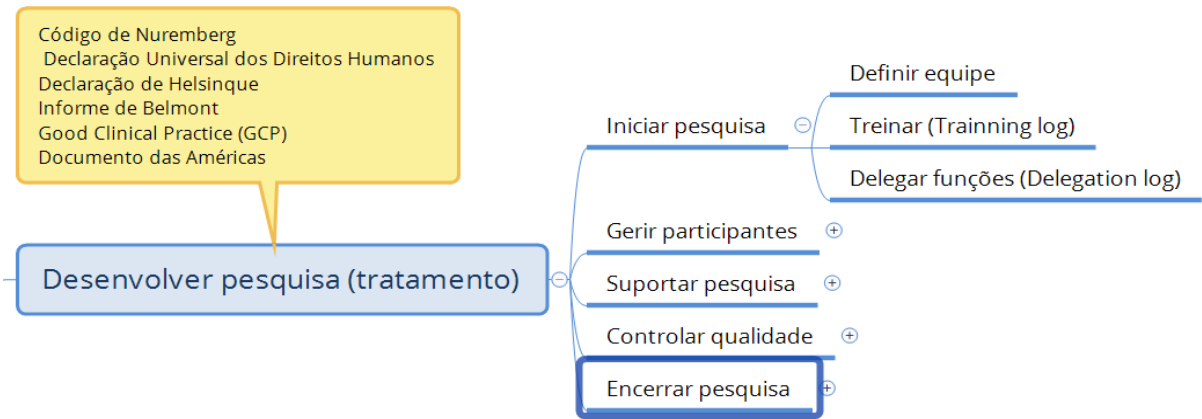 Código de Nuremberg
Declaração Universal dos Direitos Humanos
Declaração de Helsinque
Informe de Belmont
Good Clinical Practice (GCP)
Documento das Américas
Desenvolver pesquisa (tratamento)
Iniciar pesquisa
Definir equipe
Treinar (Trainning log)
Delegar funções (Delegation log)
Gerir participantes
Suportar pesquisa
Controlar qualidade
Encerrar pesquisa